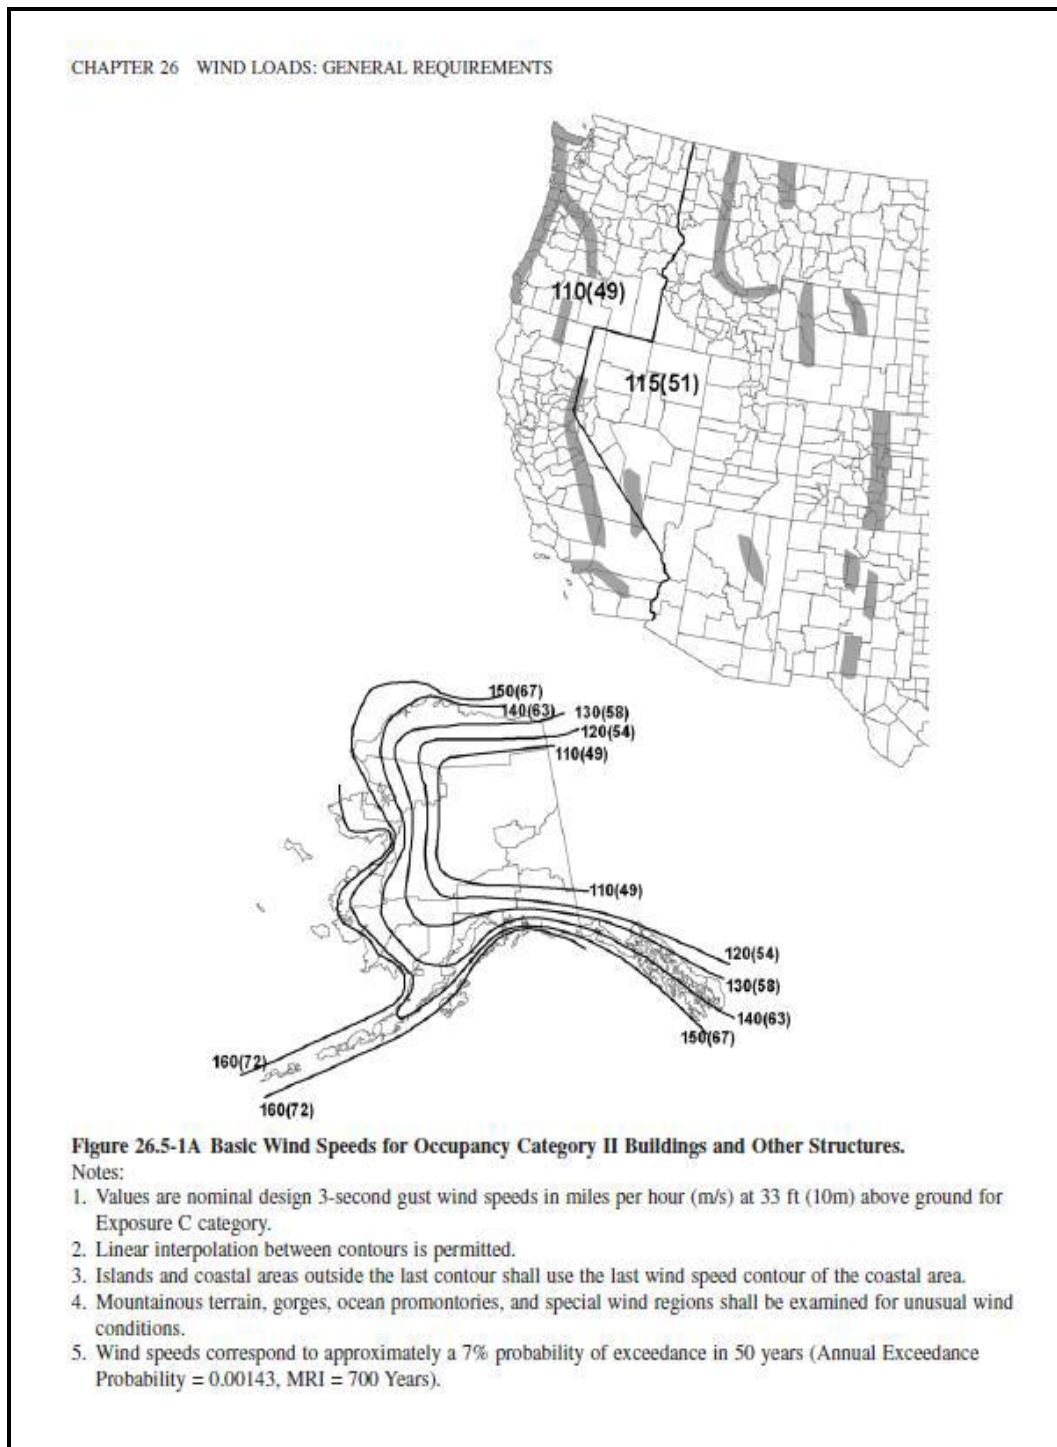 CHAPTER 26 WIND LOADS: GENERAL REQUIREMENTS
110(49)
115(51)
150(67)
140(63)
130(58)
120(54)
110(49)
110(49)
120(54)
130(58)
140(63)
150(67)
160(72)
160(72)
Figure 26.5-1A Basic Wind Speeds for Occupancy Category II Buildings and Other Structures.
Notes:
1. Values are nominal design 3-second gust wind speeds in miles per hour (m/s) at 33 ft (10m) above ground for
Exposure C category.
2. Linear interpolation between contours is permitted.
3. Islands and coastal areas outside the last contour shall use the last wind speed contour of the coastal area.
4. Mountainous terrain, gorges, ocean promontories, and special wind regions shall be examined for unusual wind
conditions.
5. Wind speeds correspond to approximately a 7% probability of exceedance in 50 years (Annual Exceedance
Probability = 0.00143, MRI = 700 Years).